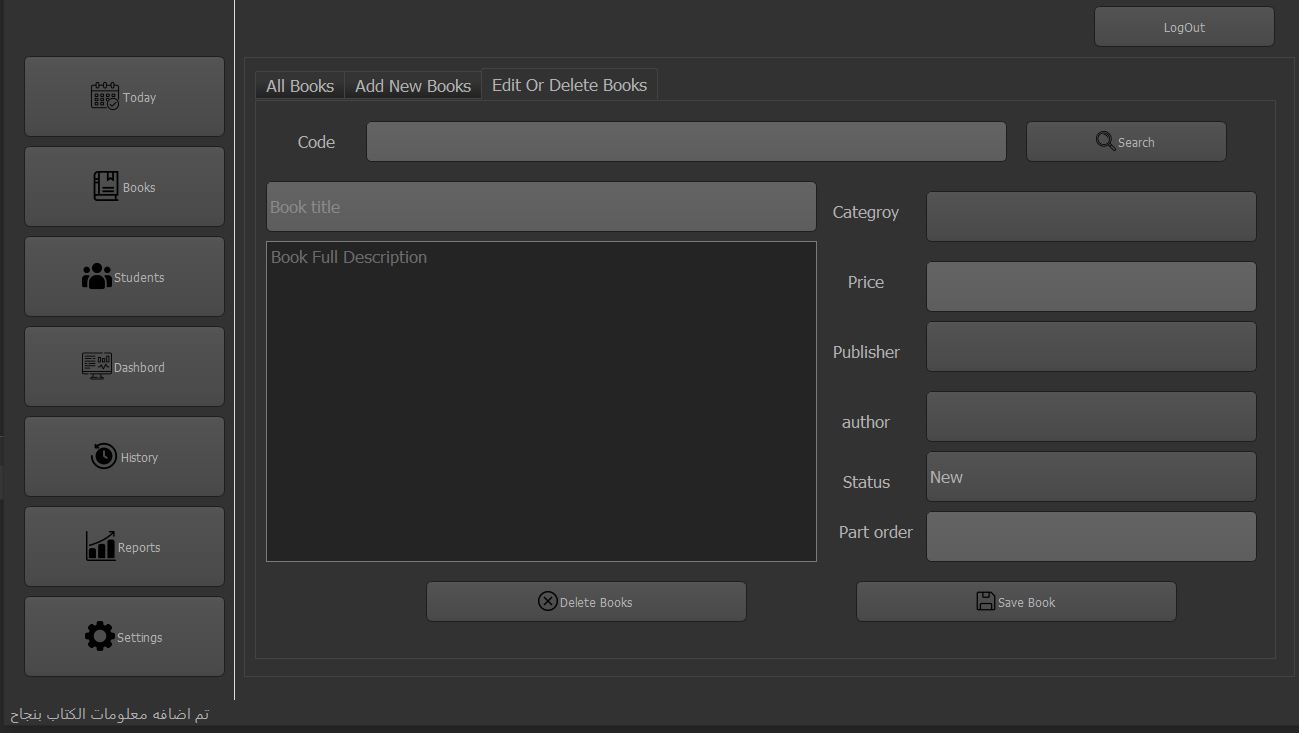 LogOut
Today
Books
Students
Dashbord
History
Reports
Settings
All Books
Add New Books
Edit Or Delete Books
Code
Search
Book title
Book Full Description
Categroy
Price
Publisher
author
Status
New
Part order
Delete Books
Save Book
تم اضافه معلومات الكتاب بنجاح